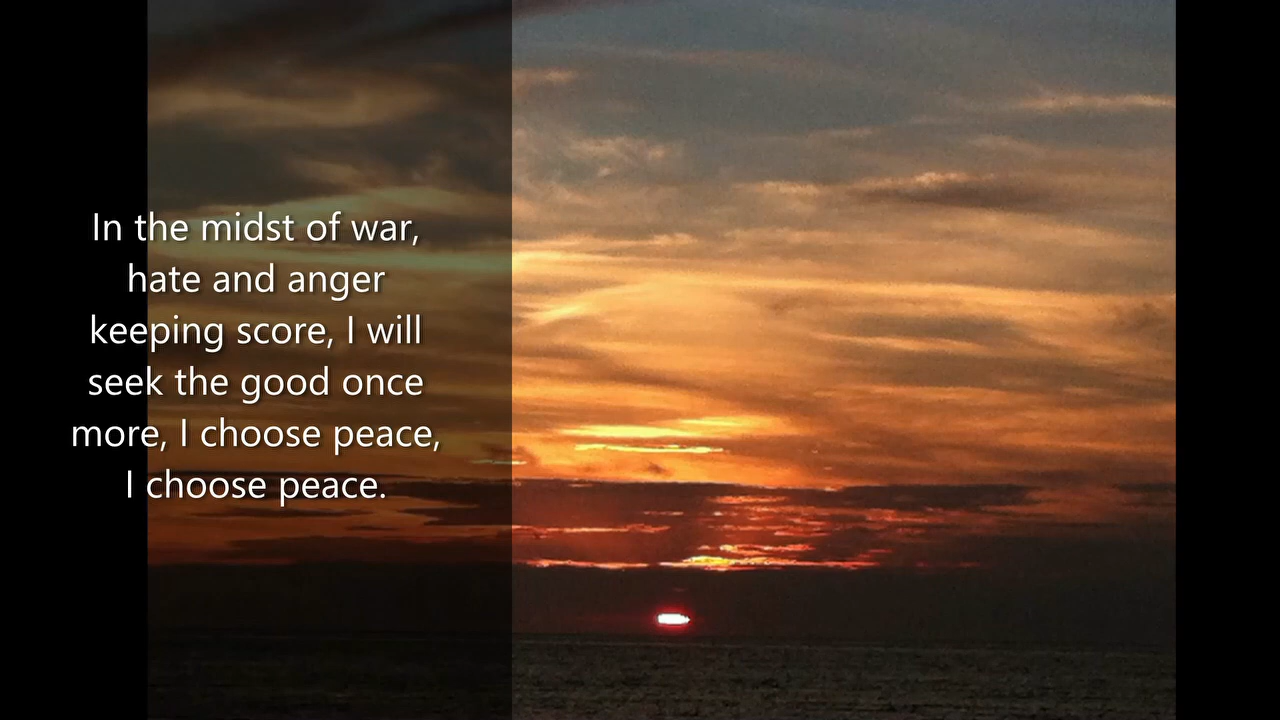 In the midst of war,
hate and anger
keeping score, I will
seek the good once
more, I choose peace,
I choose peace.